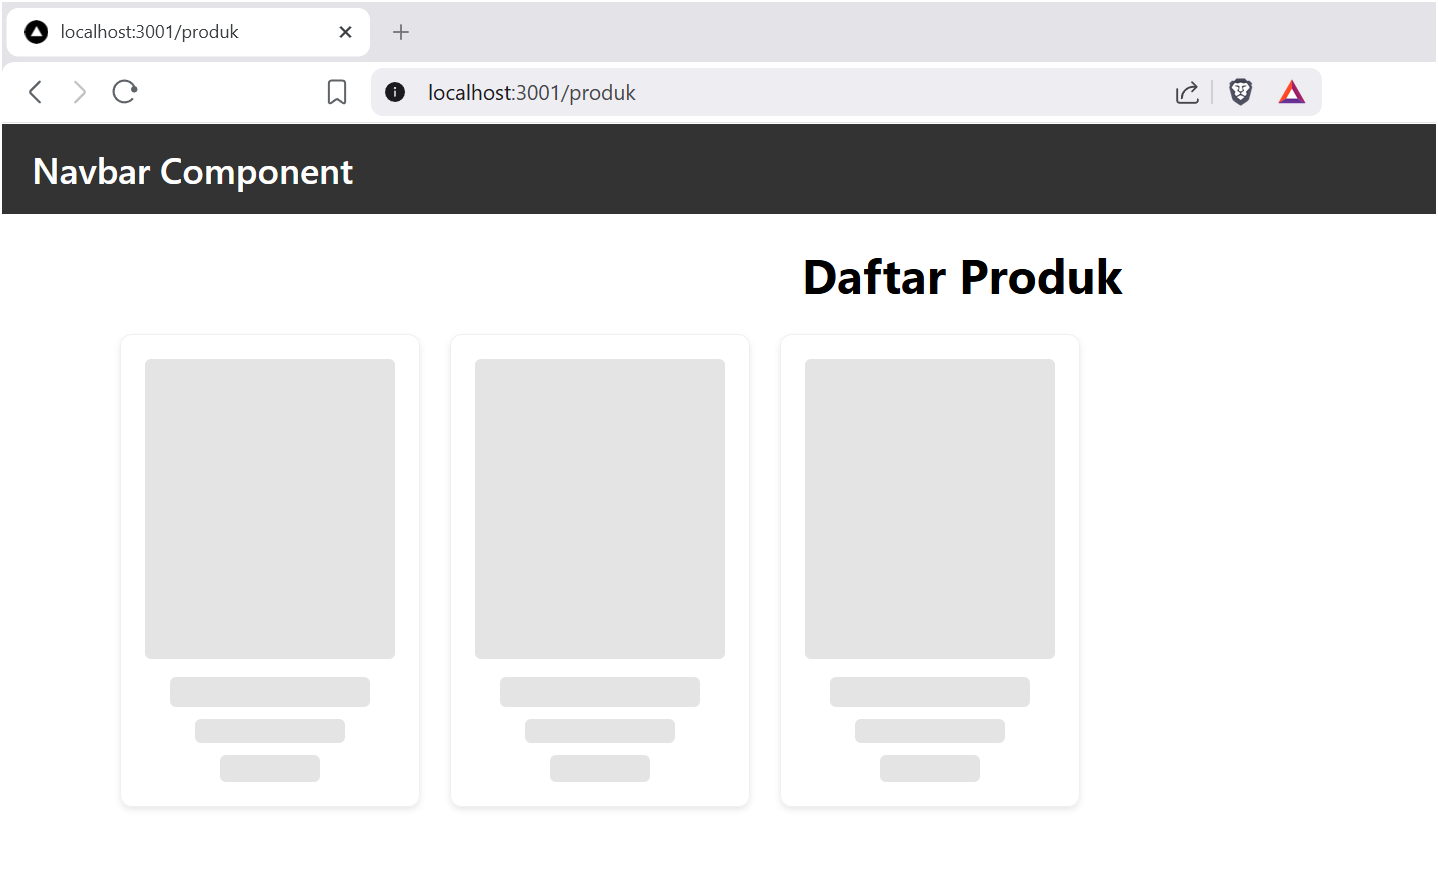 localhost:3001/produk
localhost:3001/produk
Navbar Component
Daftar Produk